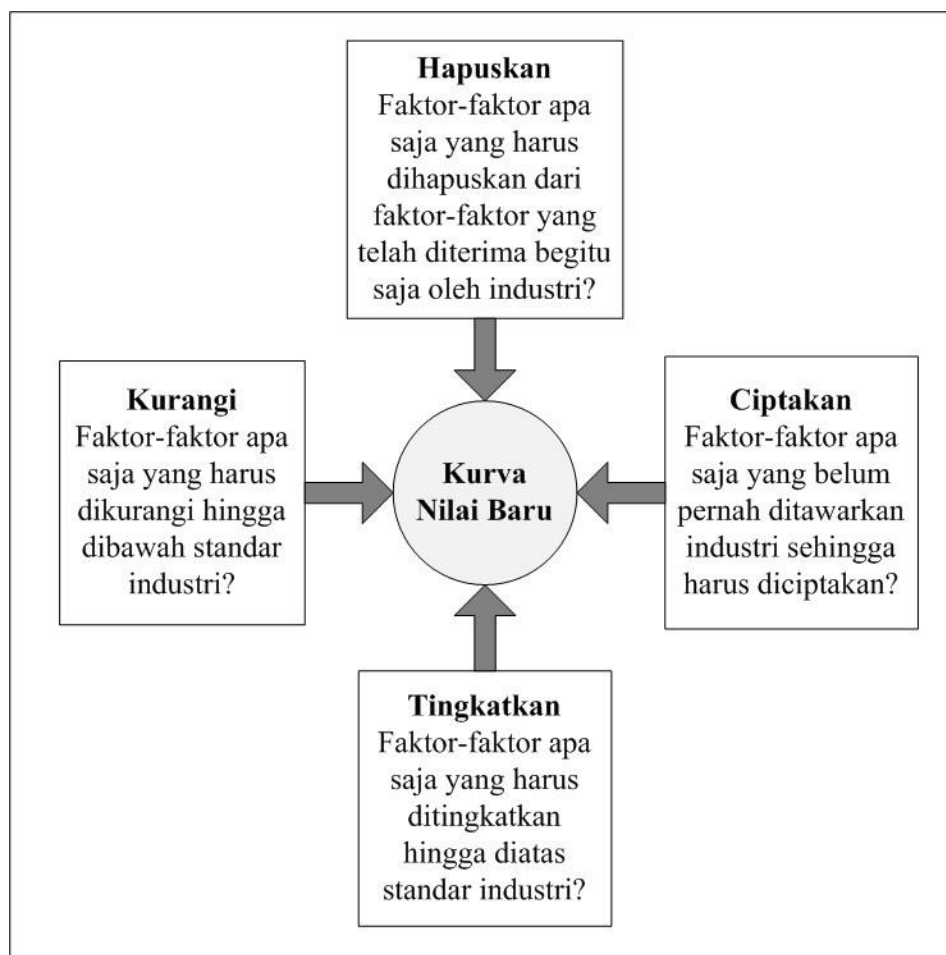 Hapuskan
Faktor-faktor apa
saja yang harus
dihapuskan dari
faktor-faktor yang
telah diterima begitu
saja oleh industri?
Kurangi
Faktor-faktor apa
saja yang harus
dikurangi hingga
dibawah standar
industri?
Kurva
Nilai Baru
Ciptakan
Faktor-faktor apa
saja yang belum
pernah ditawarkan
industri sehingga
harus diciptakan?
Tingkatkan
Faktor-faktor apa
saja yang harus
ditingkatkan
hingga diatas
standar industri?